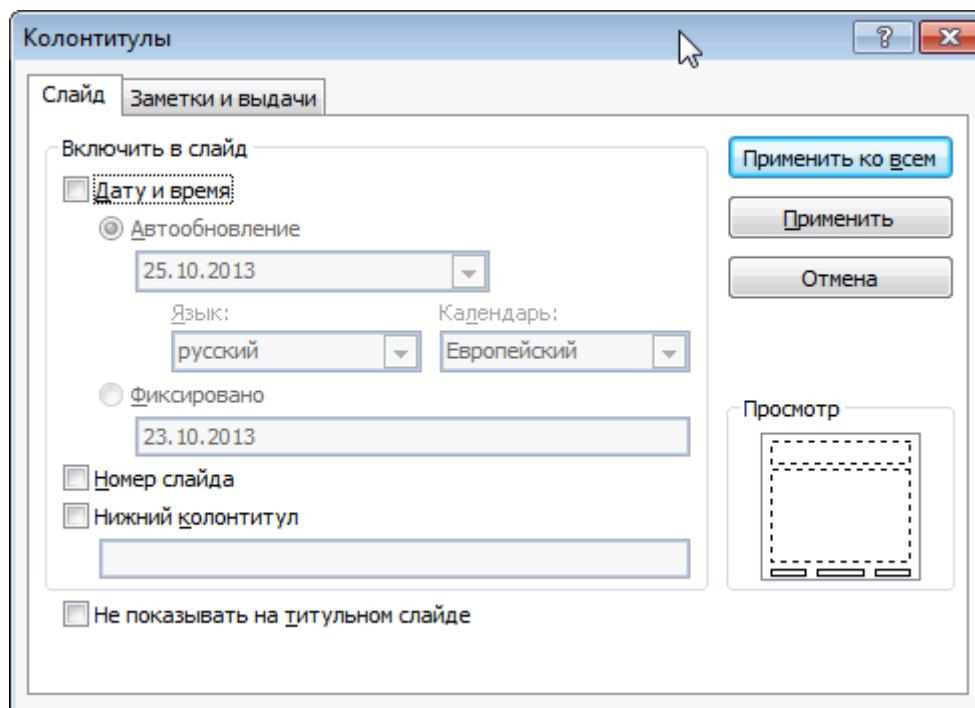 Колонтитулы
Слайд Заметки и выдачи
Включить в слайд
Дату и время
Автообновление
25.10.2013
Язык: Календарь:
русский Европейский
Фиксировано
23.10.2013
Номер слайда
Нижний колонтитул
Не показывать на титульном слайде
Применить ко всем
Применить
Отмена
Просмотр